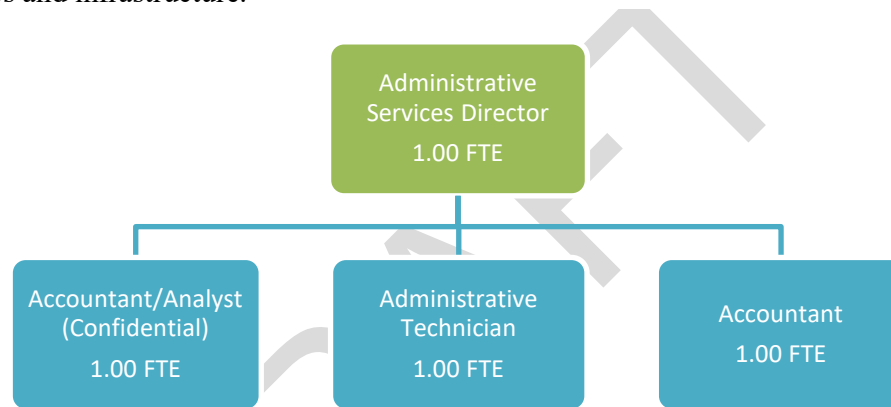 and infrastructure.
Administrative
Services Director
1.00 FTE
Accountant/Analyst
(Confidential)
1.00 FTE
Administrative
Technician
1.00 FTE
Accountant
1.00 FTE